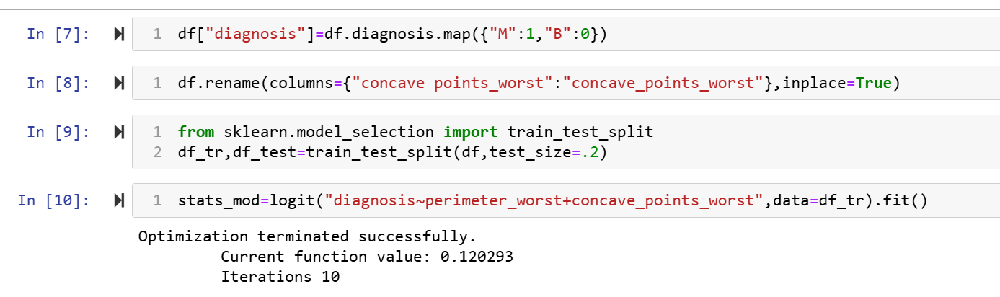 In [7]: 1 df["diagnosis"]=df.diagnosis.map({"M":1,"B":0})
In [8]: 1 df.rename(columns={"concave points_worst":"concave_points_worst"},inplace=True)
In [9]: 1 from sklearn.model_selection import train_test_split
2 df_tr,df_test=train_test_split(df,test_size=.2)
In [10]: 1 stats_mod=logit("diagnosis~perimeter_worst+concave_points_worst",data=df_tr).fit()
Optimization terminated successfully.
Current function value: 0.120293
Iterations 10